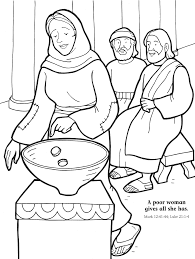 A poor woman
gives all she has.
Mark 12:41-44; Luke 21:1-4